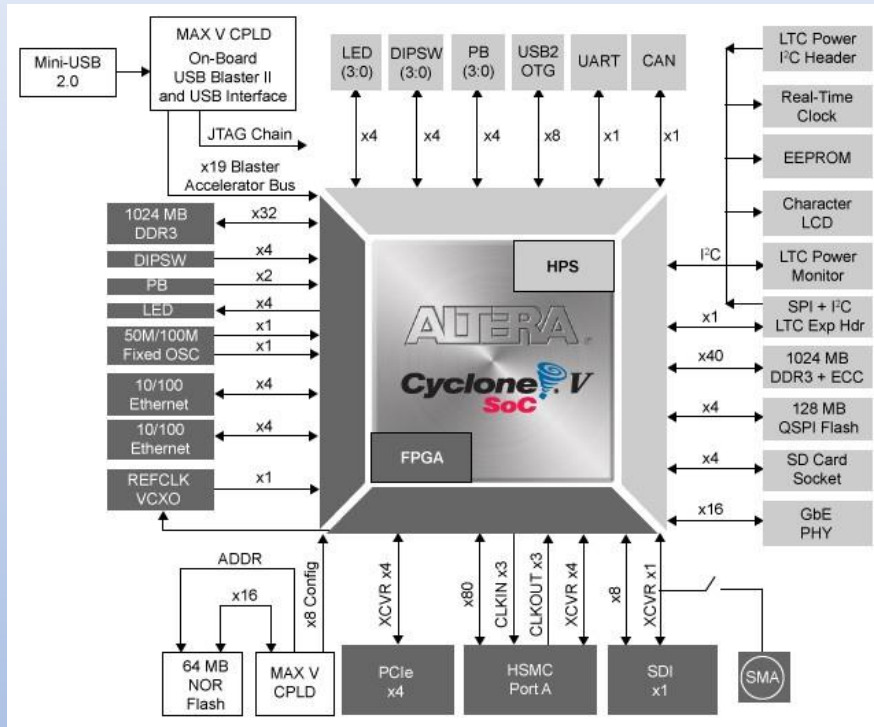 MAX V CPLD
On-Board
USB Blaster II
and USB Interface
Mini-USB
2.0
JTAG Chain
x19 Blaster
Accelerator Bus
LED
(3:0)
DIPSW
(3:0)
PB
(3:0)
USB2
OTG
UART
CAN
x4
x4
x4
x8
x1
x1
LTC Power
I²C Header
Real-Time
Clock
EEPROM
Character
LCD
I²C
LTC Power
Monitor
x1
SPI + I²C
LTC Exp Hdr
x40
1024 MB
DDR3 + ECC
x4
128 MB
QSPI Flash
x4
SD Card
Socket
x16
GbE
PHY
1024 MB
DDR3
x32
DIPSW
x4
PB
x2
LED
x4
50M/100M
Fixed OSC
x1
x1
10/100
Ethernet
x4
10/100
Ethernet
x4
REFCLK
VCXO
x1
HPS
ALTERA
Cyclone V
SoC
FPGA
ADDR
x16
x8 Config
XCVR x4
x80
CLKIN x3
CLKOUT x3
XCVR x4
x8
XCVR x1
64 MB
NOR
Flash
MAX V
CPLD
PCIe
x4
HSMC
Port A
SDI
x1
SMA